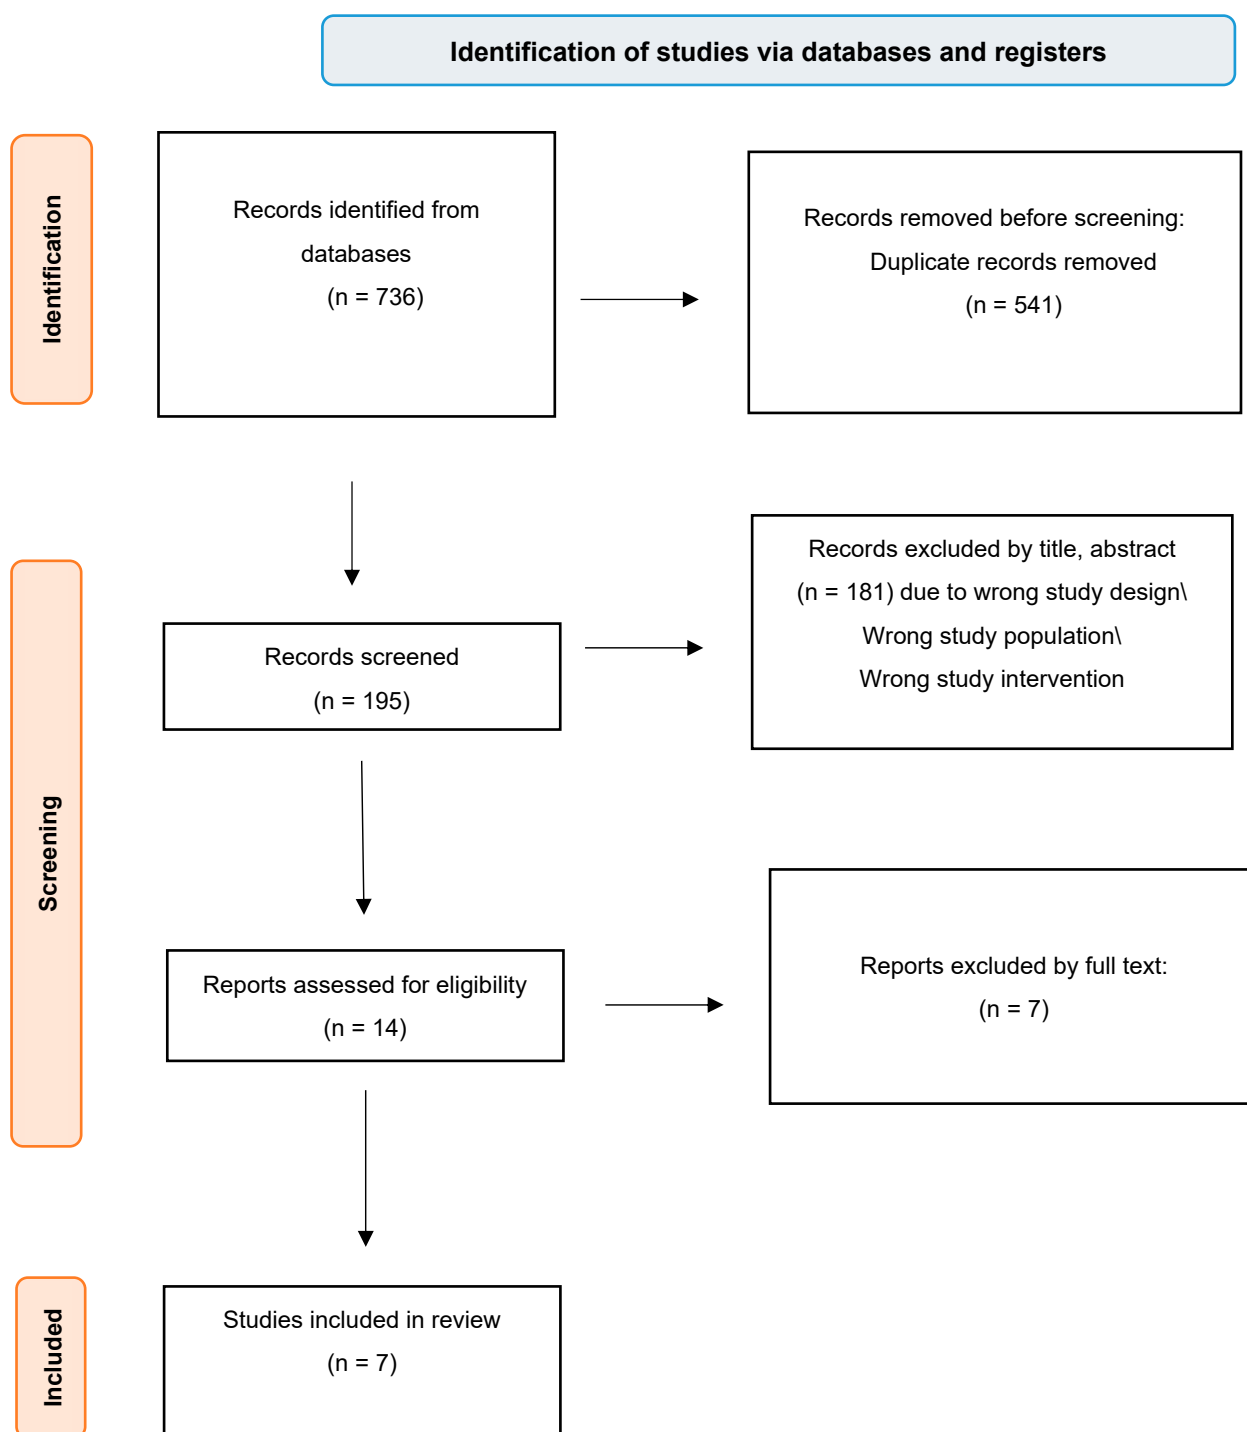 Identification of studies via databases and registers
Identification
Records identified from
databases
(n = 736)
Records removed before screening:
Duplicate records removed
(n = 541)
Screening
Records screened
(n = 195)
Records excluded by title, abstract
(n = 181) due to wrong study design\
Wrong study population\
Wrong study intervention
Reports assessed for eligibility
(n = 14)
Reports excluded by full text:
(n = 7)
Included
Studies included in review
(n = 7)